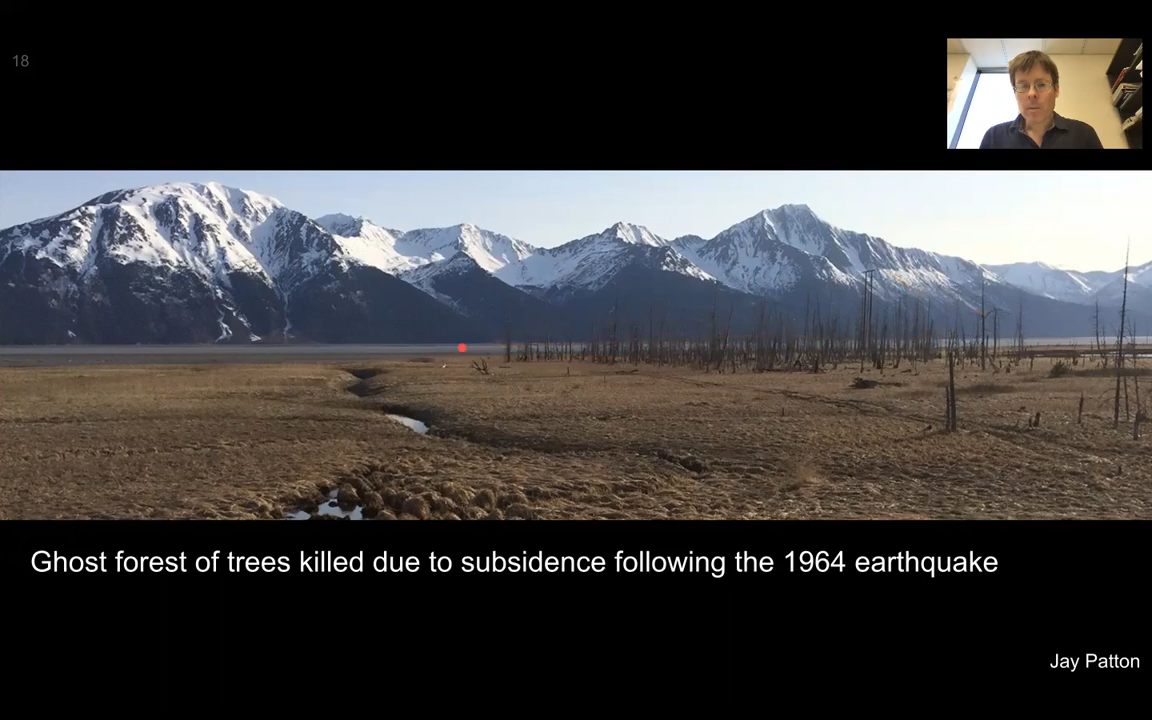 18
Ghost forest of trees killed due to subsidence following the 1964 earthquake
Jay Patton